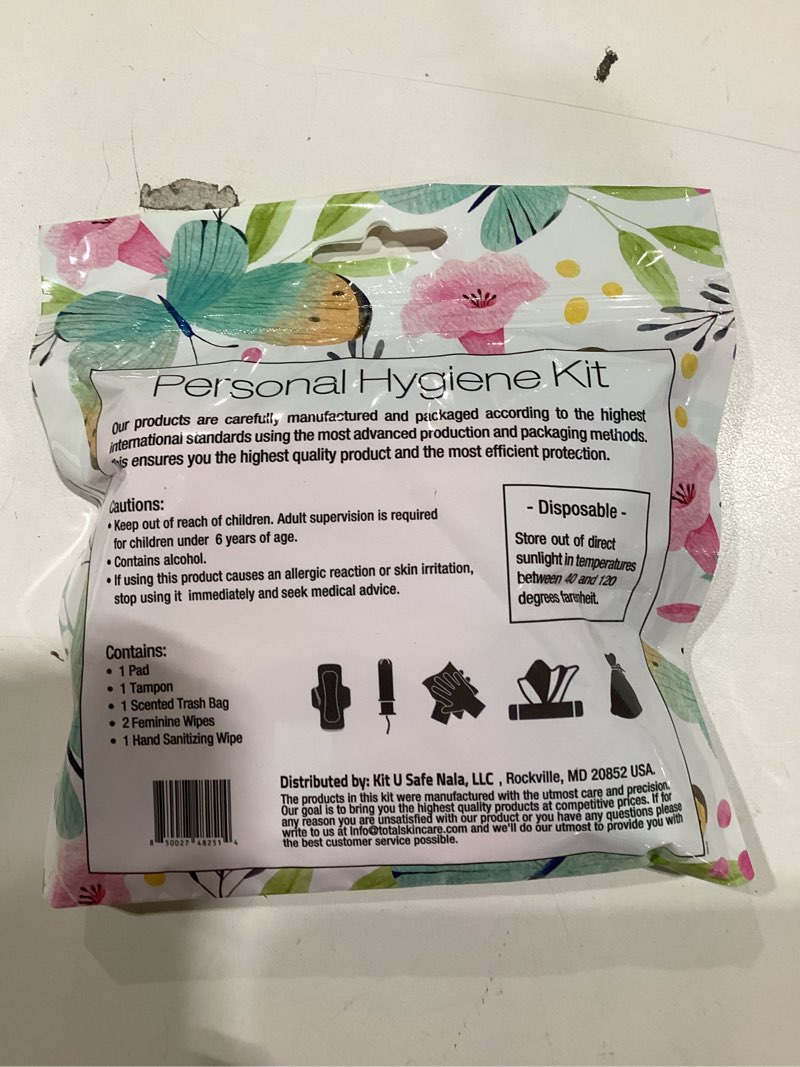 Personal Hygiene Kit
Our products are carefully manufactured and packaged according to the highest
international standards using the most advanced production and packaging methods.
This ensures you the highest quality product and the most efficient protection.
Cautions:
• Keep out of reach of children. Adult supervision is required
for children under 6 years of age.
• Contains alcohol.
• If using this product causes an allergic reaction or skin irritation,
stop using it immediately and seek medical advice.
- Disposable -
Store out of direct
sunlight in temperatures
between 40 and 120
degrees farenheit.
Contains:
• 1 Pad
• 1 Tampon
• 1 Scented Trash Bag
• 2 Feminine Wipes
• 1 Hand Sanitizing Wipe
Distributed by: Kit U Safe Nala, LLC , Rockville, MD 20852 USA.
The products in this kit were manufactured with the utmost care and precision.
Our goal is to bring you the highest quality products at competitive prices. If for
any reason you are unsatisfied with our product or you have any questions please
write to us at Info@totalskincare.com and we'll do our utmost to provide you with
the best customer service possible.
8 50027 48251 4